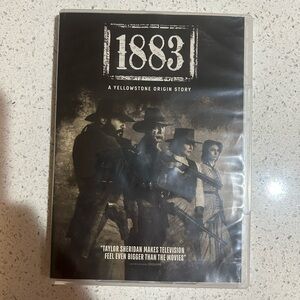 1883
A YELLOWSTONE ORIGIN STORY
"TAYLOR SHERIDAN MAKES TELEVISION
FEEL EVEN BIGGER THAN THE MOVIES"